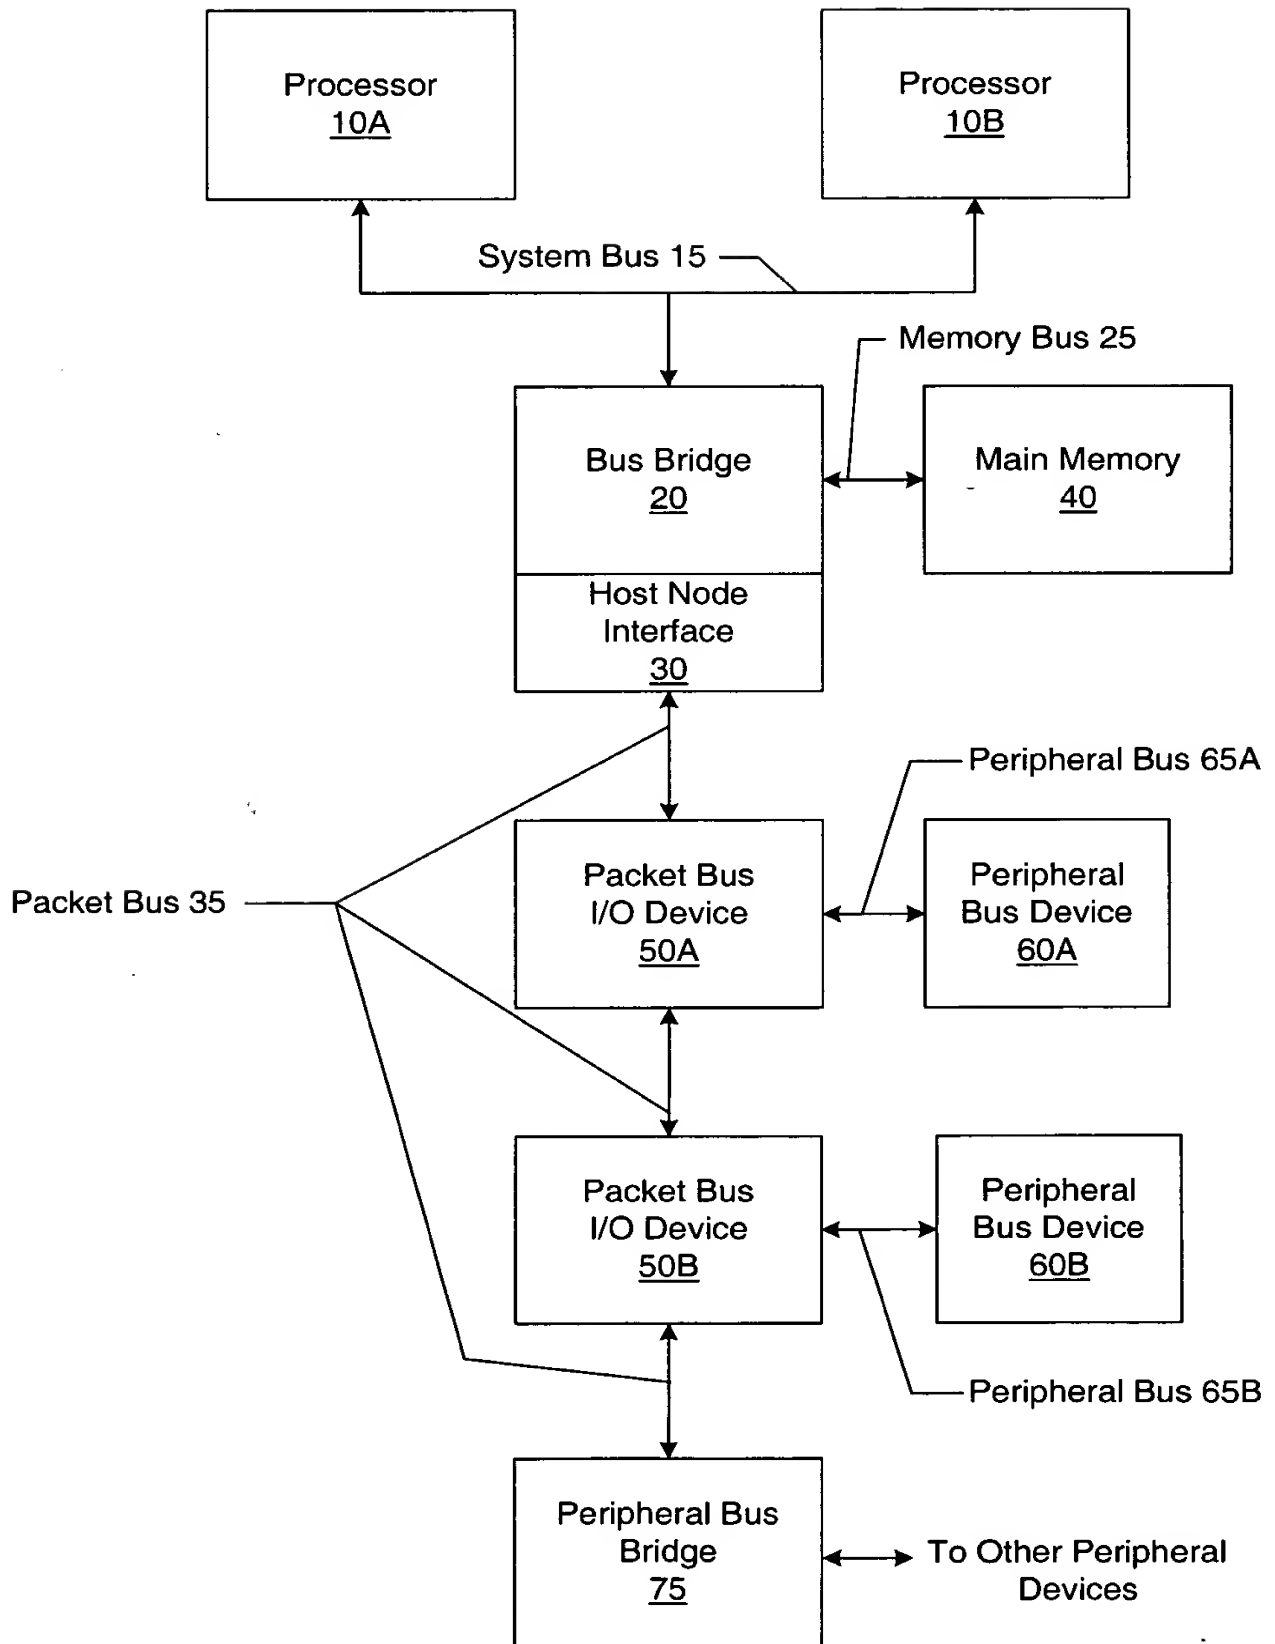 Processor
10A
Processor
10B
System Bus 15
Memory Bus 25
Bus Bridge
20
Main Memory
40
Host Node
Interface
30
Peripheral Bus 65A
Packet Bus
I/O Device
50A
Peripheral
Bus Device
60A
Packet Bus 35
Packet Bus
I/O Device
50B
Peripheral
Bus Device
60B
Peripheral Bus 65B
Peripheral Bus
Bridge
75
To Other Peripheral
Devices